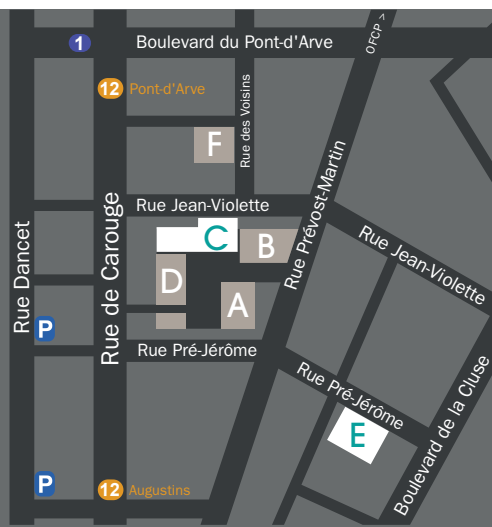 OFCP >
1
Boulevard du Pont-d'Arve
12 Pont-d'Arve
Rue des Voisins
F
Rue Prévost-Martin
Rue Jean-Violette
Rue Jean-Violette
C
B
D
A
Rue Dancet
Rue de Carouge
P
Rue Pré-Jérôme
Rue Pré-Jérôme
E
Boulevard de la Cluse
P
12 Augustins